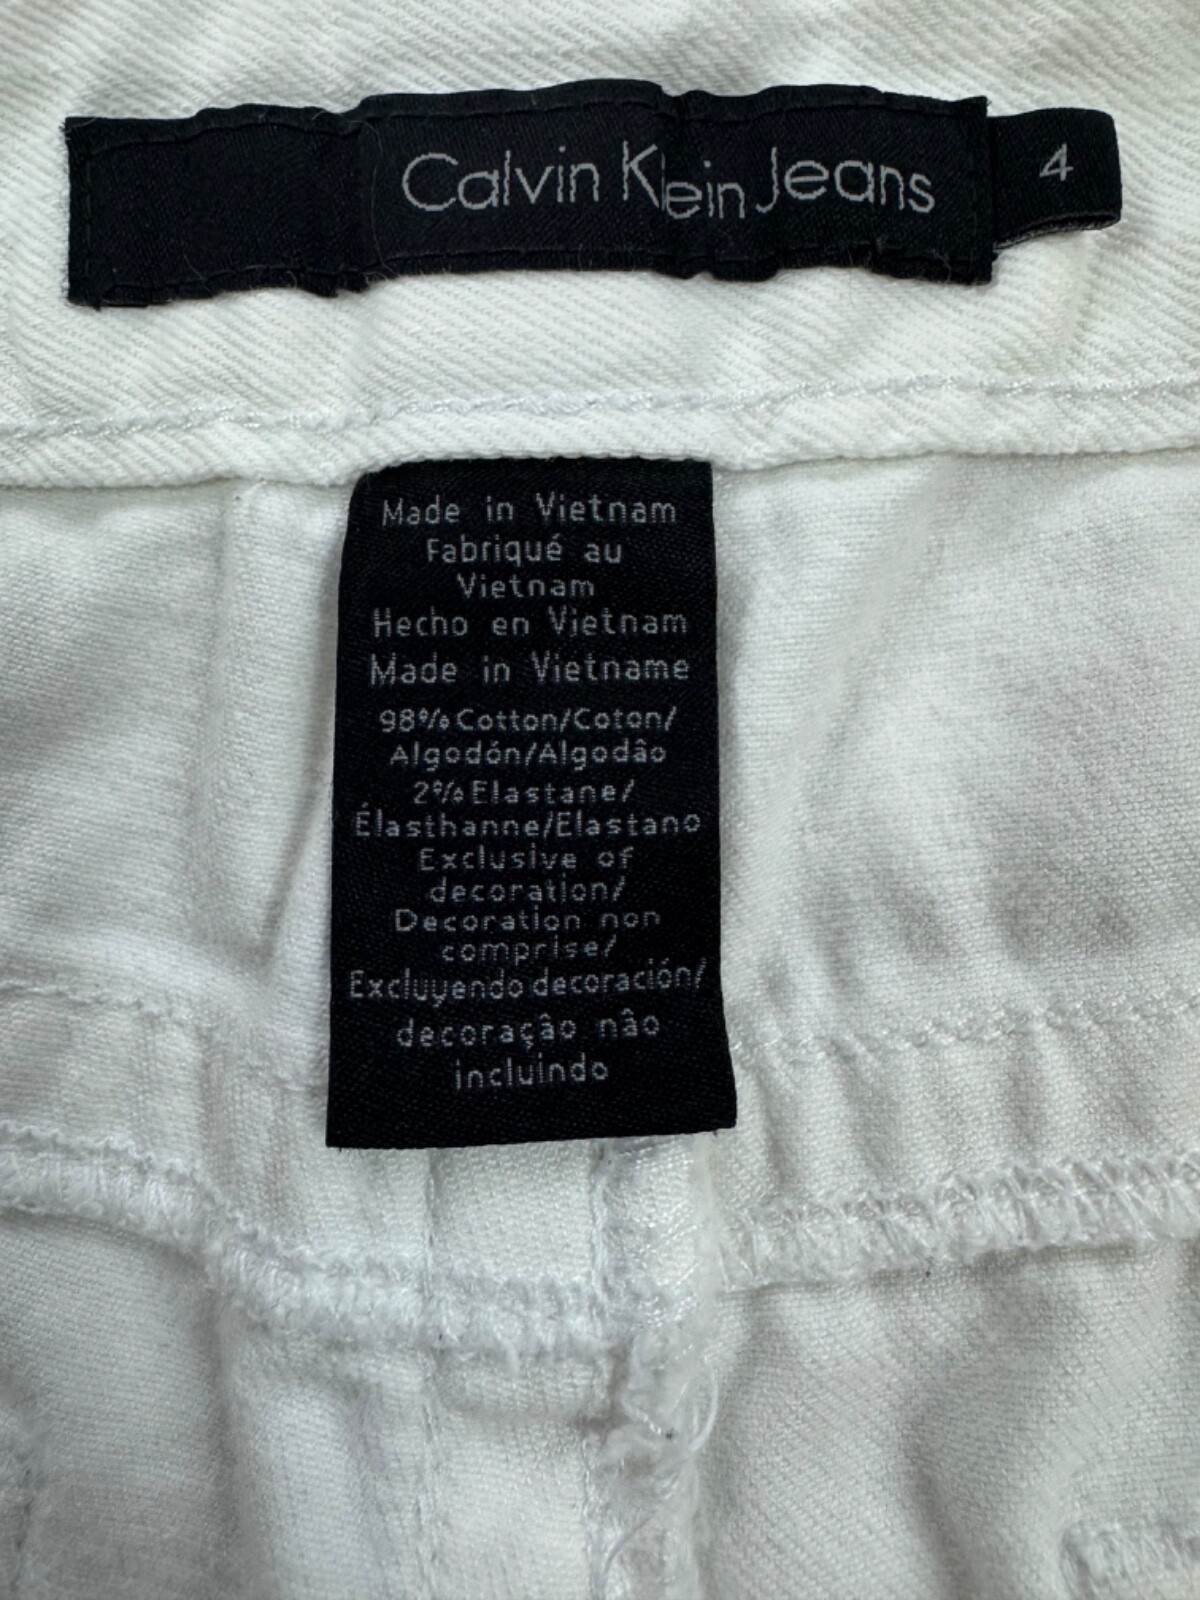 Calvin Klein Jeans
4
Made in Vietnam
Fabriqué au
Vietnam
Hecho en Vietnam
Made in Vietname
98% Cotton/Coton/
Algodón/Algodão
2% Elastane/
Élasthanne/Elastano
Exclusive of
decoration/
Decoration non
comprise/
Excluyendo decoración/
decoração não
incluindo